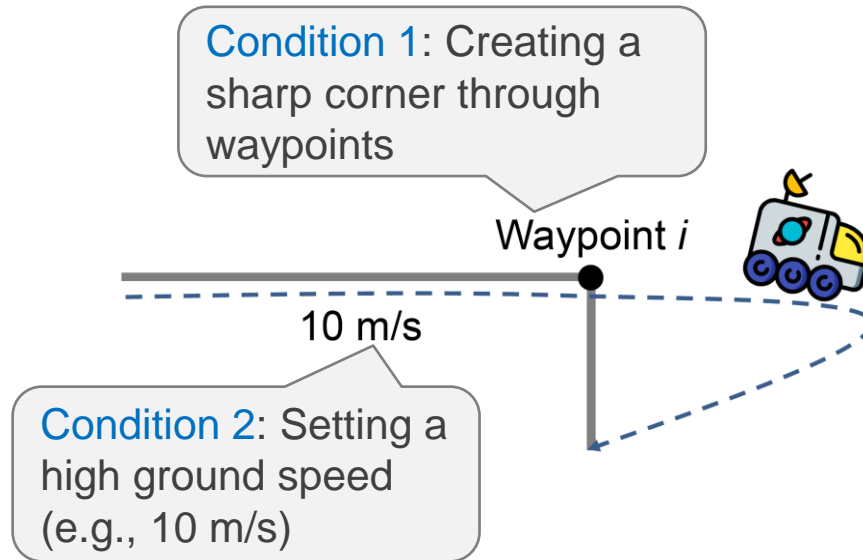 Condition 1: Creating a
sharp corner through
waypoints
Waypoint i
10 m/s
Condition 2: Setting a
high ground speed
(e.g., 10 m/s)